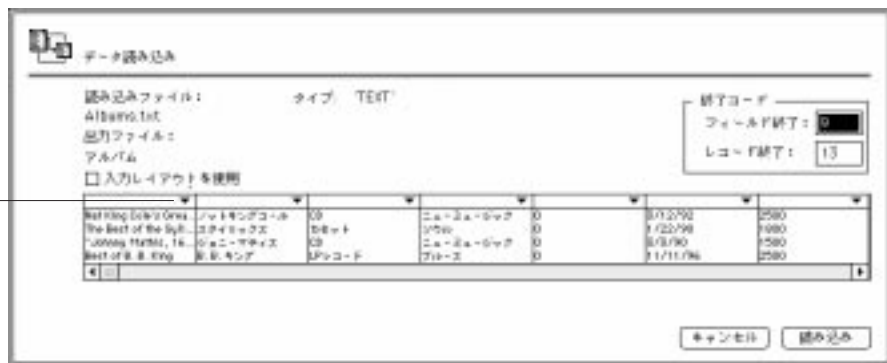 データ読み込み
読み込みファイル： タイプ: 'TEXT'
Albums.txt
出力ファイル：
アルバム
入力レイアウトを使用
終了コード
フィールド終了： 9
レコード終了： 13
Nat King Cole's Grea... ノットキングコール CD ニューミュージック 0 8/12/92 2500
The Best of the Syll... スタイリックス カセット ソウル 0 1/22/90
"Johnny Mathis, 16... ジョニーマティス CD ニューミュージック 0 1500
Best of B. B. King B. B. キング LPレコード ブルース 0 11/11/96 2500
キャンセル 読み込み